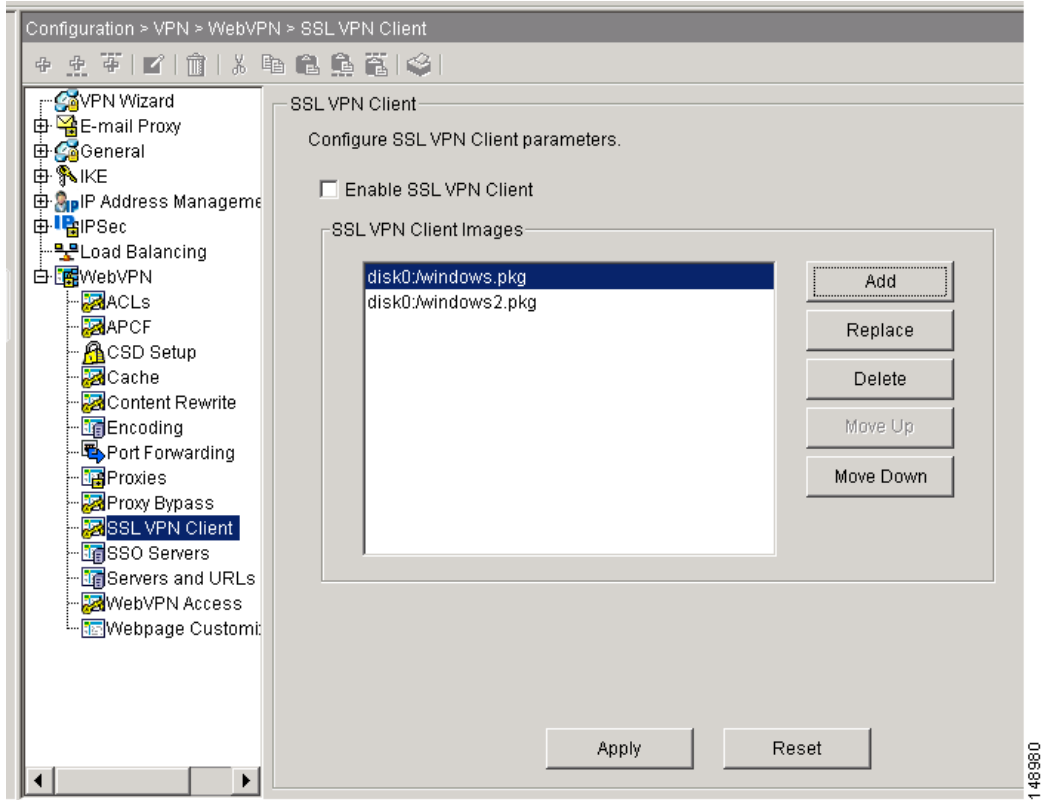 Configuration > VPN > WebVPN > SSL VPN Client
VPN Wizard
E-mail Proxy
General
IKE
IP Address Manageme
IPSec
Load Balancing
WebVPN
ACLs
APCF
CSD Setup
Cache
Content Rewrite
Encoding
Port Forwarding
Proxies
Proxy Bypass
SSL VPN Client
SSO Servers
Servers and URLs
WebVPN Access
Webpage Customi
SSL VPN Client
Configure SSL VPN Client parameters.
Enable SSL VPN Client
SSL VPN Client Images
disk0:/windows.pkg
disk0:/windows2.pkg
Add
Replace
Delete
Move Up
Move Down
Apply
Reset
148980